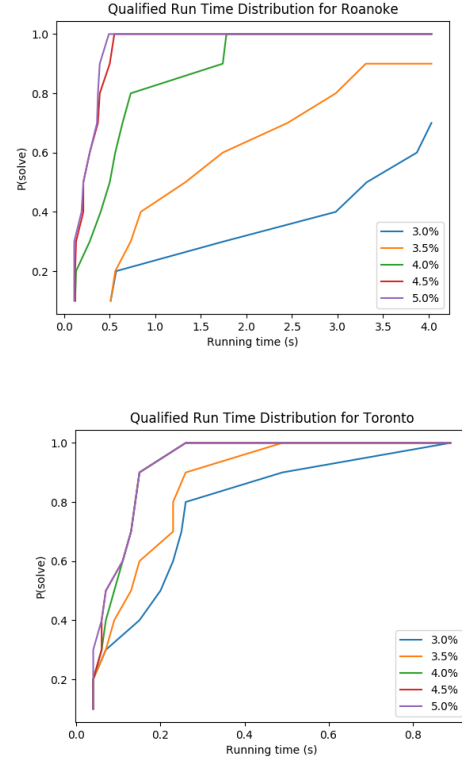 Qualified Run Time Distribution for Roanoke
1.0
0.8
0.6
0.4
0.2
P(solve)
3.0%
3.5%
4.0%
4.5%
5.0%
0.0 0.5 1.0 1.5 2.0 2.5 3.0 3.5 4.0
Running time (s)
Qualified Run Time Distribution for Toronto
1.0
0.8
0.6
0.4
0.2
P(solve)
3.0%
3.5%
4.0%
4.5%
5.0%
0.0 0.2 0.4 0.6 0.8
Running time (s)